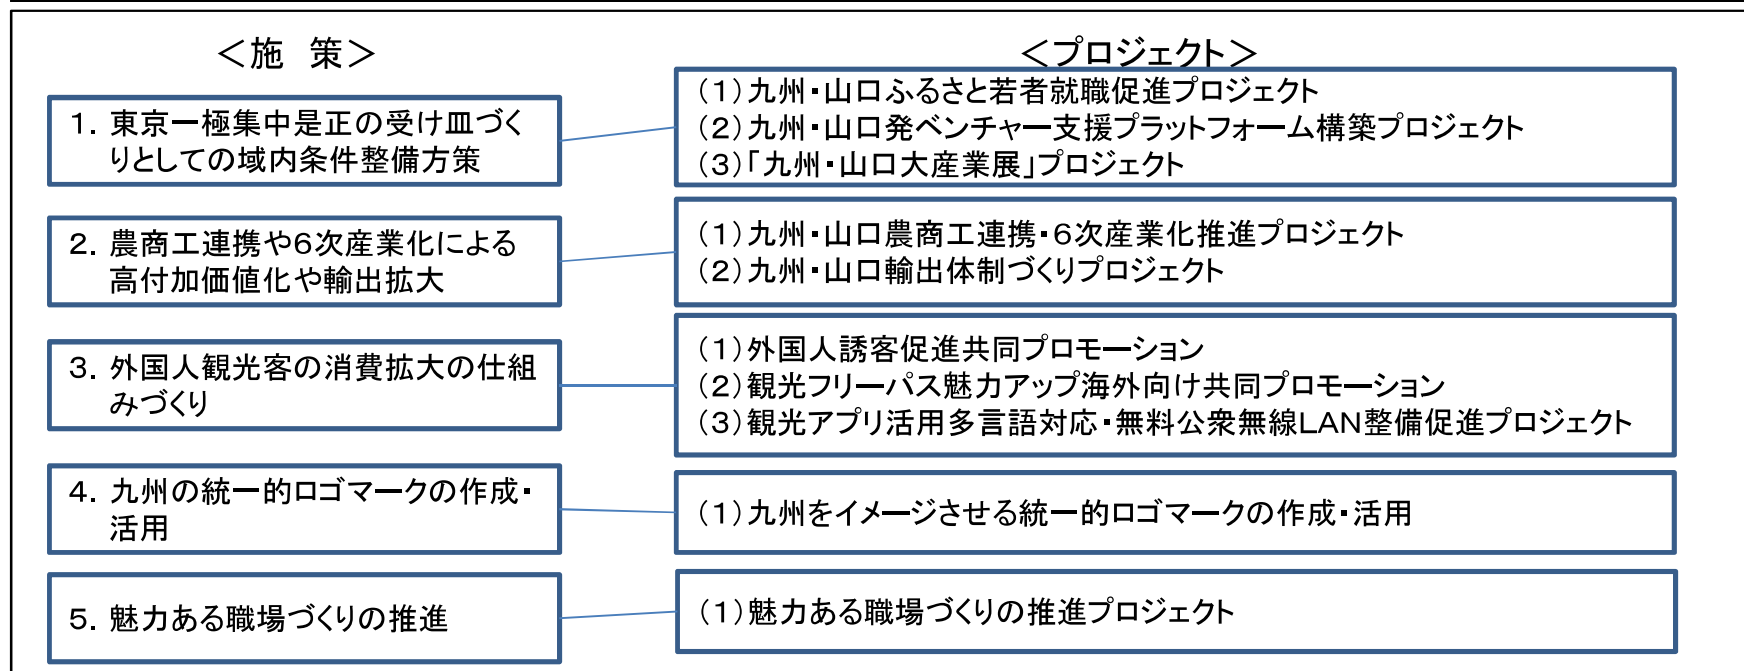 ＜施　策＞
＜プロジェクト＞
1．東京一極集中是正の受け皿づく
りとしての域内条件整備方策
（1）九州・山口ふるさと若者就職促進プロジェクト
（2）九州・山口発ベンチャー支援プラットフォーム構築プロジェクト
（3）「九州・山口大産業展」プロジェクト
2．農商工連携や6次産業化による
高付加価値化や輸出拡大
（1）九州・山口農商工連携・6次産業化推進プロジェクト
（2）九州・山口輸出体制づくりプロジェクト
3．外国人観光客の消費拡大の仕組
みづくり
（1）外国人誘客促進共同プロモーション
（2）観光フリーパス魅力アップ海外向け共同プロモーション
（3）観光アプリ活用多言語対応・無料公衆無線LAN整備促進プロジェクト
4．九州の統一的ロゴマークの作成・
活用
（1）九州をイメージさせる統一的ロゴマークの作成・活用
5．魅力ある職場づくりの推進
（1）魅力ある職場づくりの推進プロジェクト